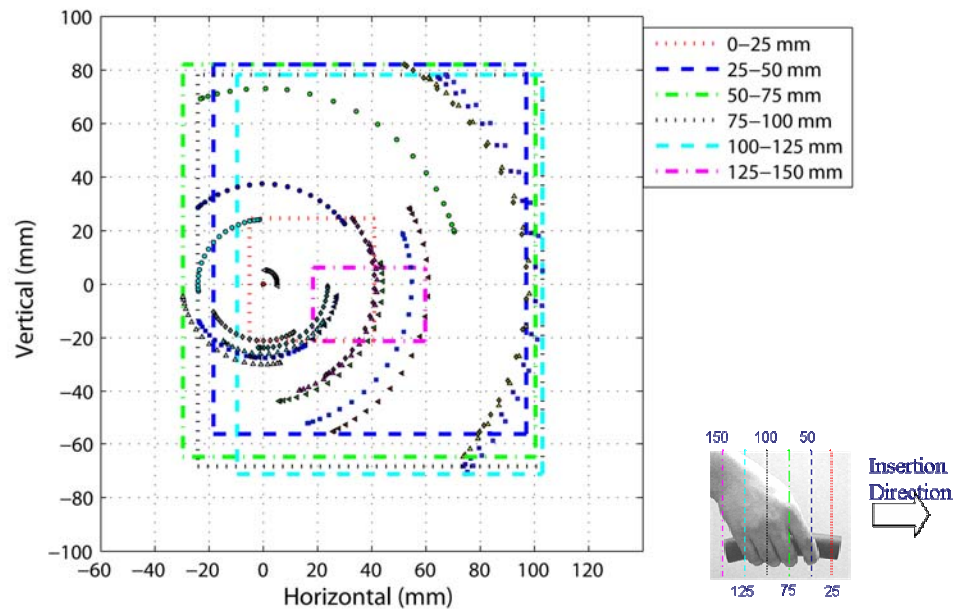 100
80
60
40
20
0
−20
−40
−60
−80
−100
Vertical (mm)
−60
−40
−20
0
20
40
60
80
100
120
Horizontal (mm)
0−25 mm
25−50 mm
50−75 mm
75−100 mm
100−125 mm
125−150 mm
150 100 50
125 75 25
Insertion
Direction